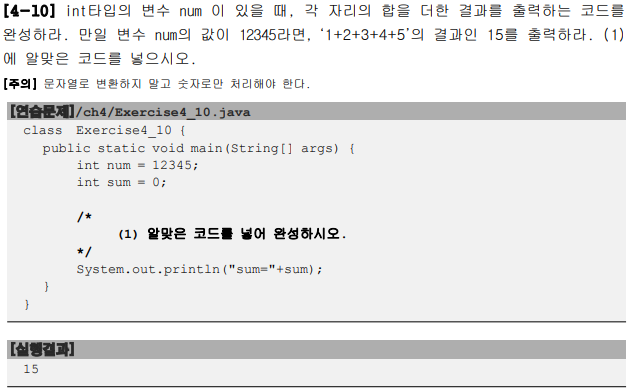 [4-10] int타입의 변수 num 이 있을 때, 각 자리의 합을 더한 결과를 출력하는 코드를
완성하라. 만일 변수 num의 값이 12345라면, ‘1+2+3+4+5’의 결과인 15를 출력하라. (1)
에 알맞은 코드를 넣으시오.
[주의] 문자열로 변환하지 말고 숫자로만 처리해야 한다.
[연습문제]/ch4/Exercise4_10.java
class Exercise4_10 {
public static void main(String[] args) {
int num = 12345;
int sum = 0;
/*
(1) 알맞은 코드를 넣어 완성하시오.
*/
System.out.println("sum="+sum);
}
}
[실행결과]
15